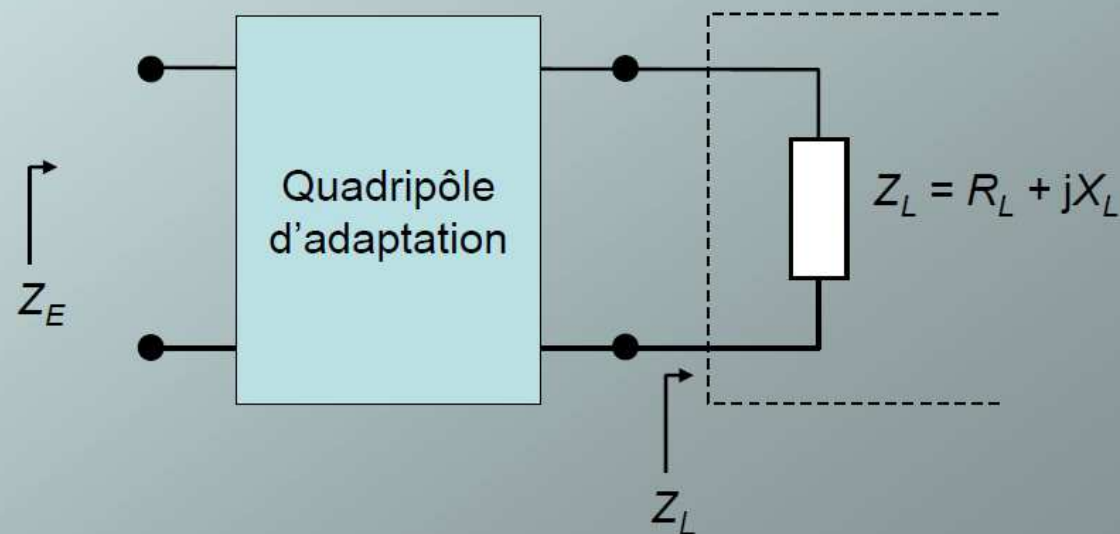 Quadripôle
d'adaptation
Z_L = R_L + jX_L
Z_E
Z_L